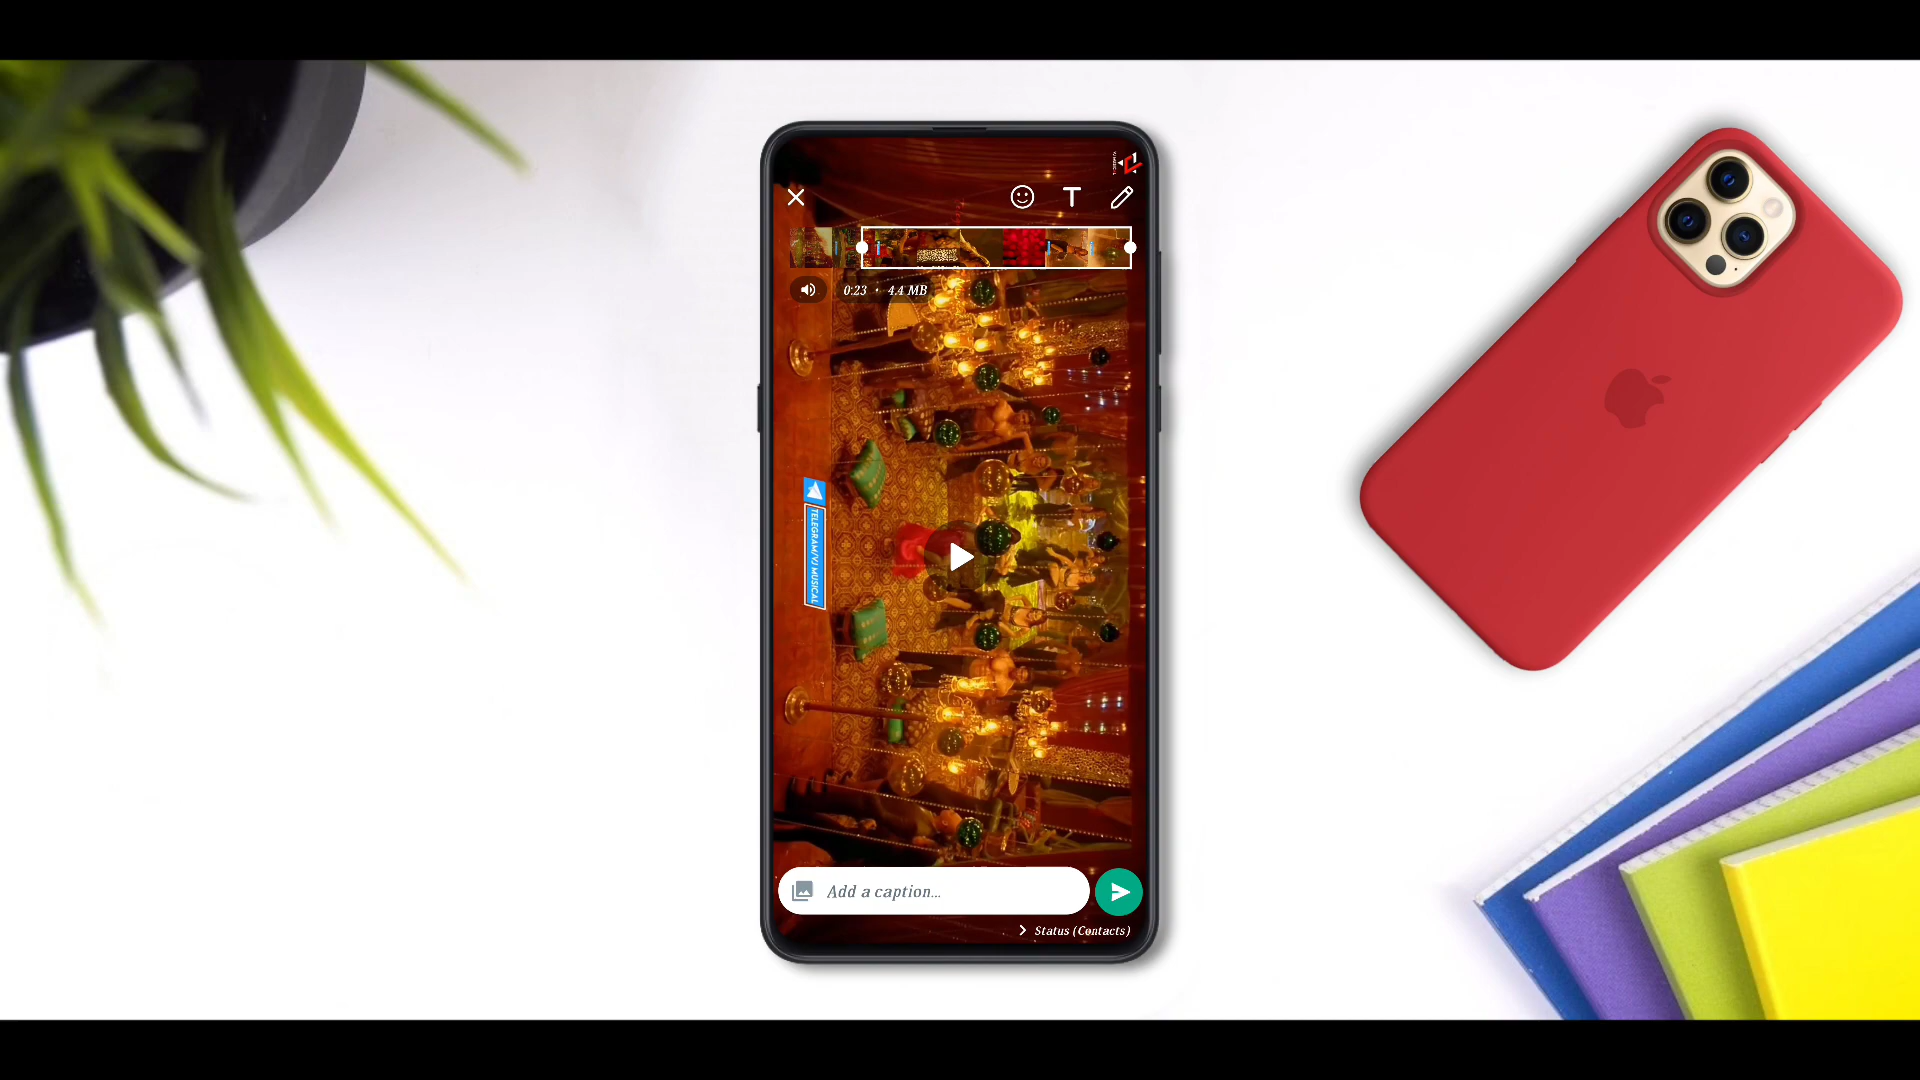 T
0:23 • 4.4 MB
TELEGRAM/VJ MUSICAL
Add a caption...
Status (Contacts)